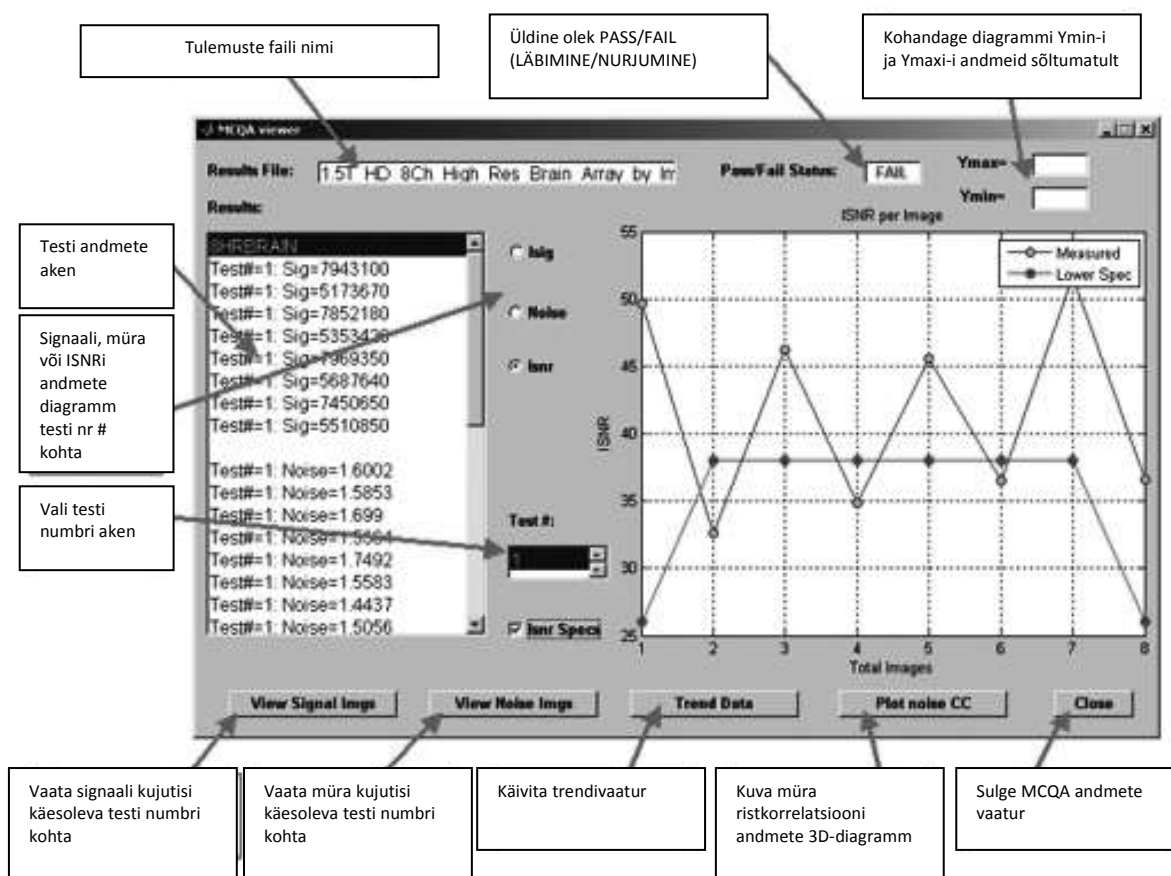 Tulemuste faili nimi
Üldine olek PASS/FAIL
(LÄBIMINE/NURJUMINE)
Kohandage diagrammi Ymin-i
ja Ymaxi-i andmeid sõltumatult
MCQA viewer
Results File:
1.5T HD 8Ch High Res Brain Array by Im
Pass/Fail Status:
FAIL
Ymax=
Ymin=
Results:
Testi andmete
aken
Signaali, müra
või ISNRi
andmete
diagramm
testi nr #
kohta
Vali testi
numbri aken
Test#=1: Sig=7943100
Test#=1: Sig=5173670
Test#=1: Sig=7852180
Test#=1:
Test#=1: Sig=7969350
Test#=1: Sig=5687640
Test#=1: Sig=7450650
Test#=1: Sig=5510850
Test#=1: Noise=1.6002
Test#=1: Noise=1.5853
Test#=1: Noise=1.699
Test#=1:
Test#=1: Noise=1.7492
Test#=1: Noise=1.5583
Test#=1: Noise=1.4437
Test#=1: Noise=1.5056
Isig
Noise
Isnr
Test #:
1
Isnr Specs
ISNR per Image
Measured
Lower Spec
ISNR
55
50
45
40
35
30
25
1 2 3 4 5 6 7 8
Total Images
View Signal Imgs
View Noise Imgs
Trend Data
Plot noise CC
Close
Vaata signaali kujutisi
käesoleva testi numbri
kohta
Vaata müra kujutisi
käesoleva testi numbri
kohta
Käivita trendivaatur
Kuva müra
ristkorrelatsiooni
andmete 3D-diagramm
Sulge MCQA andmete
vaatur